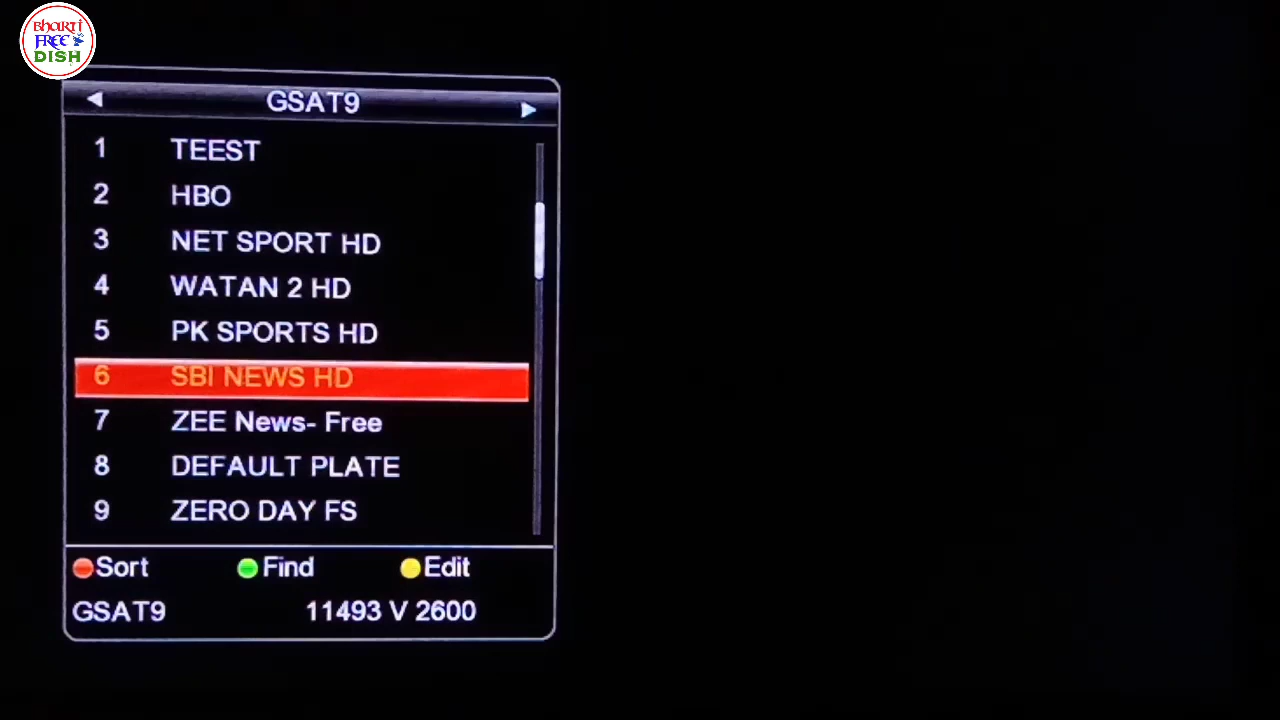 Bharti
FREE
DISH
GSAT9
1 TEEST
2 HBO
3 NET SPORT HD
4 WATAN 2 HD
5 PK SPORTS HD
6 SBI NEWS HD
7 ZEE News- Free
8 DEFAULT PLATE
9 ZERO DAY FS
Sort Find Edit
GSAT9 11493 V 2600